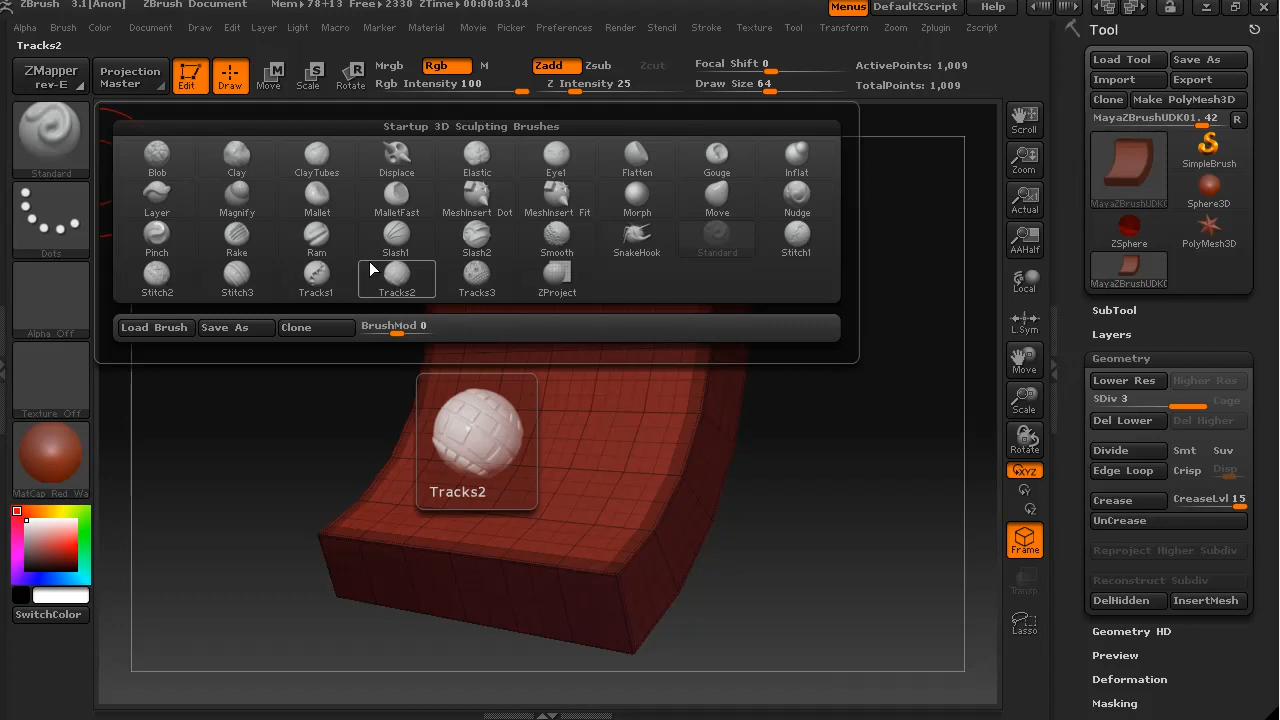 ZBrush 3.1[Anon] ZBrush Document Mem▸78+13 Free▸2330 ZTime▸00:00:03.04 Menus DefaultZScript Help
Alpha Brush Color Document Draw Edit Layer Light Macro Marker Material Movie Picker Preferences Render Stencil Stroke Texture Tool Transform Zoom Zplugin Zscript
Tracks2
ZMapper
rev-E
Projection
Master
Edit
Draw
Move
Scale
Rotate
Mrgb Rgb M
Rgb Intensity 100
Zadd Zsub Zcut
Z Intensity 25
Focal Shift 0
Draw Size 64
ActivePoints: 1,009
TotalPoints: 1,009
Standard
Dots
Alpha Off
Texture Off
MatCap Red Wa
SwitchColor
Startup 3D Sculpting Brushes
Blob Clay ClayTubes Displace Elastic Eye1 Flatten Gouge Inflat
Layer Magnify Mallet MalletFast MeshInsert Dot MeshInsert Fit Morph Move Nudge
Pinch Rake Ram Slash1 Slash2 Smooth SnakeHook Standard Stitch1
Stitch2 Stitch3 Tracks1 Tracks2 Tracks3 ZProject
Load Brush Save As Clone BrushMod 0
Tracks2
Scroll
Zoom
Actual
AAHalf
Local
L.Sym
Move
Scale
Rotate
XYZ
Y
Z
Frame
Transp
Lasso
Tool
Load Tool Save As
Import Export
Clone Make PolyMesh3D
MayaZBrushUDK01. 42 R
MayaZBrushUDK(
SimpleBrush
Sphere3D
ZSphere
PolyMesh3D
MayaZBrushUDK(
SubTool
Layers
Geometry
Lower Res Higher Res
SDiv 3 Cage
Del Lower Del Higher
Divide Smt Suv
Edge Loop Crisp Disp
Crease CreaseLvl 15
UnCrease
Reproject Higher Subdiv
Reconstruct Subdiv
DelHidden InsertMesh
Geometry HD
Preview
Deformation
Masking